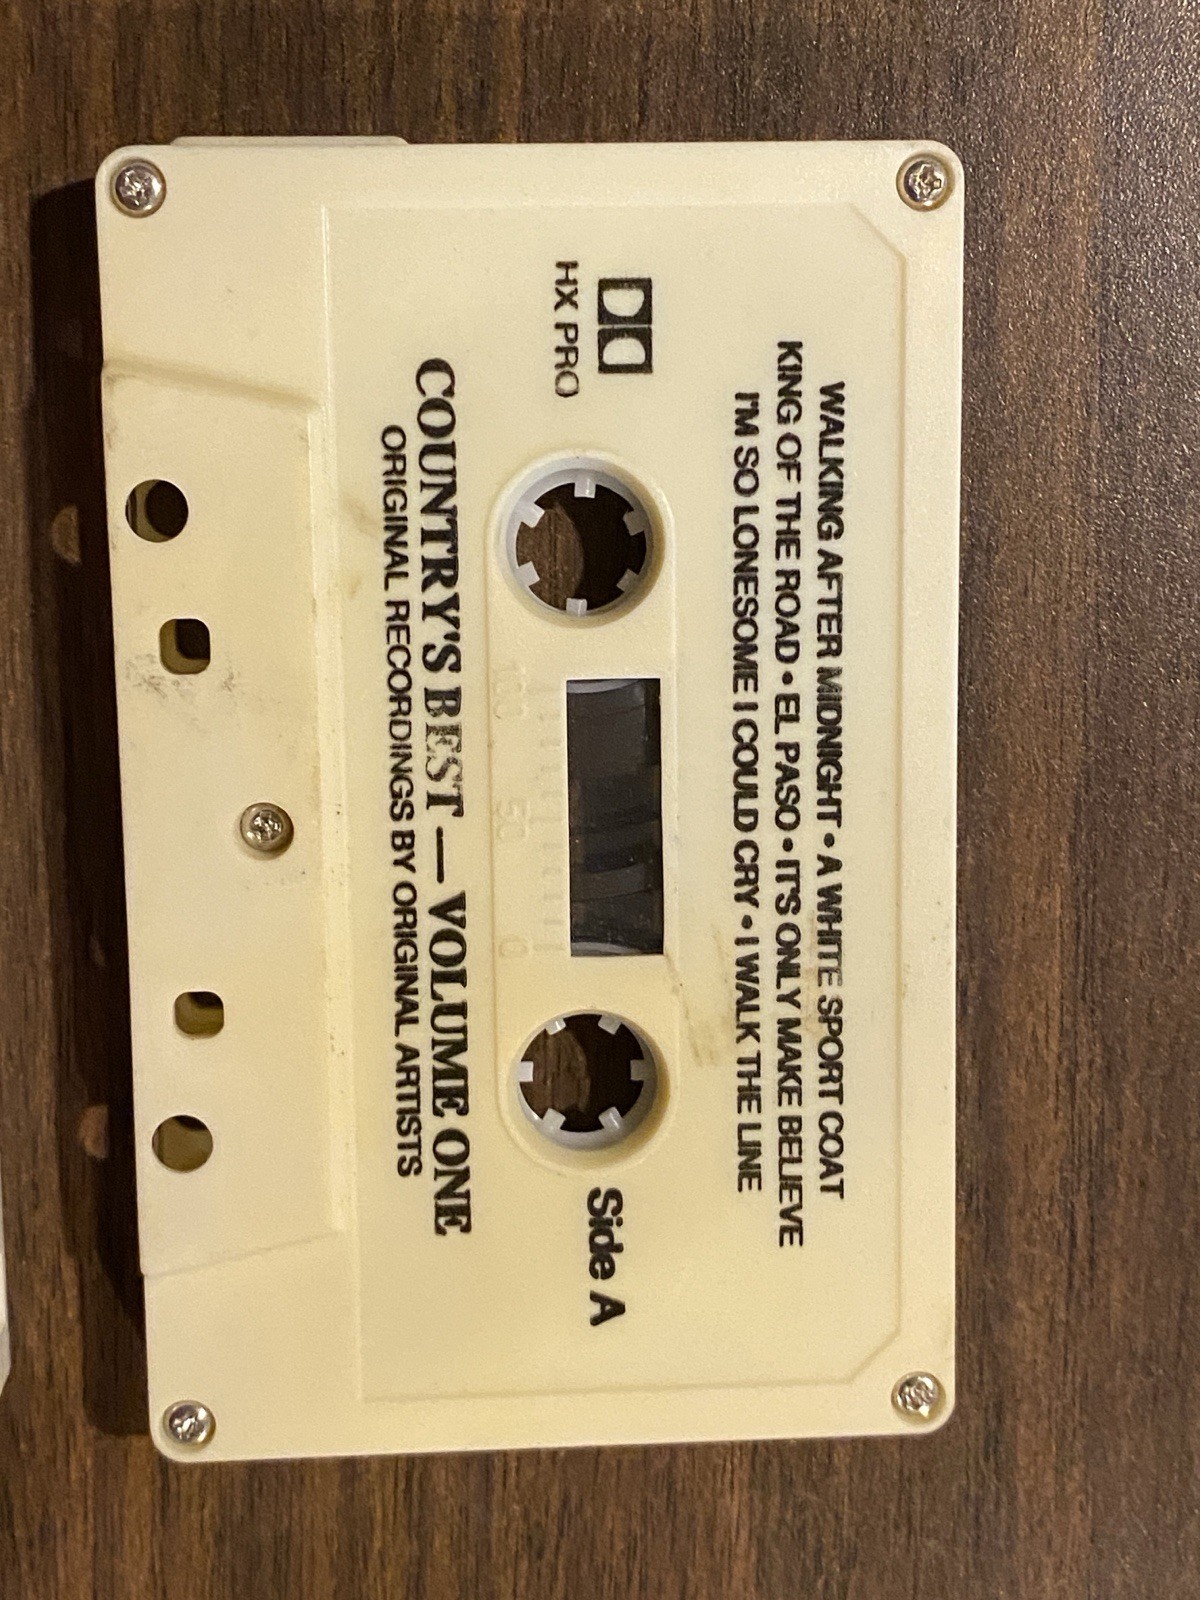 WALKING AFTER MIDNIGHT • A WHITE SPORT COAT
KING OF THE ROAD • EL PASO • IT'S ONLY MAKE BELIEVE
I'M SO LONESOME I COULD CRY • I WALK THE LINE
HX PRO
Side A
100 50 0
COUNTRY'S BEST — VOLUME ONE
ORIGINAL RECORDINGS BY ORIGINAL ARTISTS